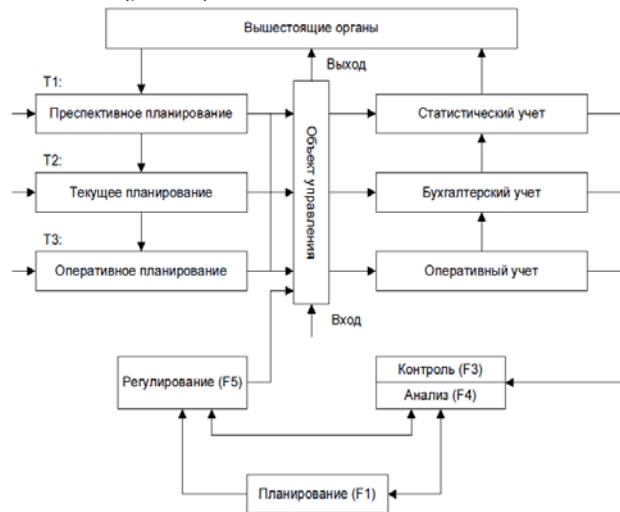 Вышестоящие органы
Выход
T1:
Преспективное планирование
Статистический учет
Объект управления
T2:
Текущее планирование
Бухгалтерский учет
T3:
Оперативное планирование
Оперативный учет
Вход
Регулирование (F5)
Контроль (F3)
Анализ (F4)
Планирование (F1)